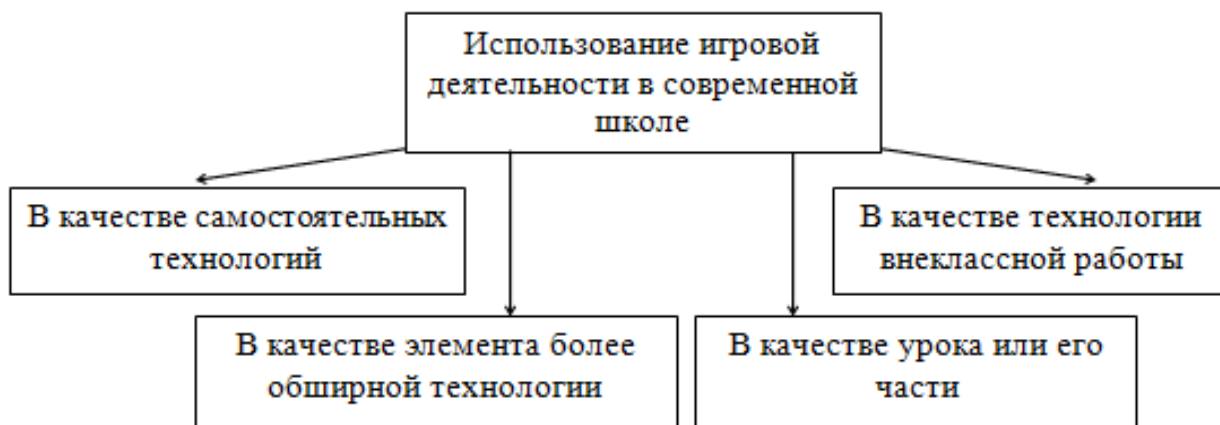 Использование игровой
деятельности в современной
школе
В качестве самостоятельных
технологий
В качестве технологии
внеклассной работы
В качестве элемента более
обширной технологии
В качестве урока или его
части